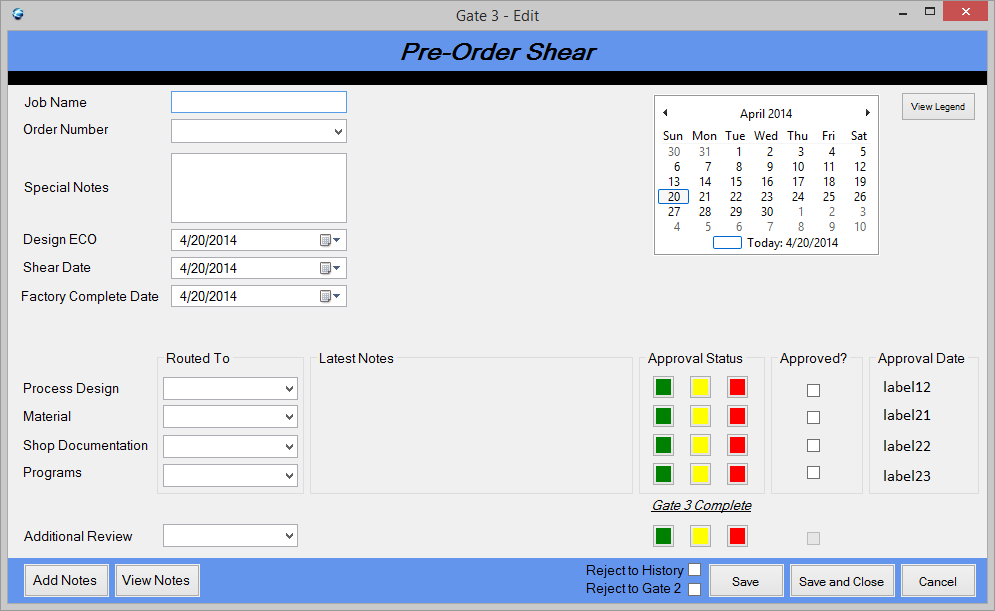 Gate 3 - Edit
Pre-Order Shear
Job Name
Order Number
Special Notes
Design ECO 4/20/2014
Shear Date 4/20/2014
Factory Complete Date 4/20/2014
April 2014
Sun Mon Tue Wed Thu Fri Sat
30 31 1 2 3 4 5
6 7 8 9 10 11 12
13 14 15 16 17 18 19
20 21 22 23 24 25 26
27 28 29 30 1 2 3
4 5 6 7 8 9 10
Today: 4/20/2014
View Legend
Routed To Latest Notes Approval Status Approved? Approval Date
Process Design label12
Material label21
Shop Documentation label22
Programs label23
Gate 3 Complete
Additional Review
Add Notes View Notes
Reject to History
Reject to Gate 2
Save Save and Close Cancel